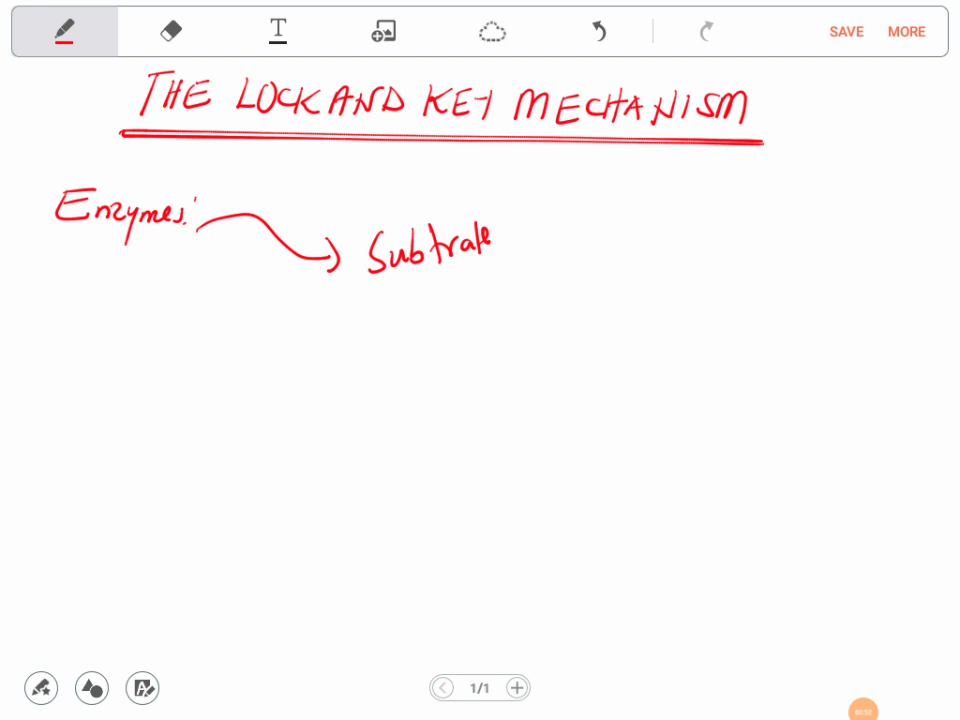 T SAVE MORE
THE LOCK AND KEY MECHANISM
Enzymes:
Subtrate
1/1